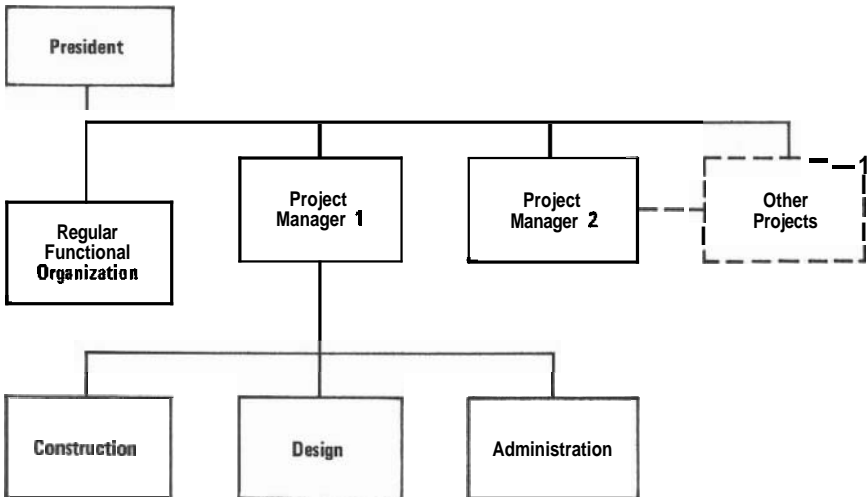 President
Project
Manager 1
Project
Manager 2
Other
Projects
Regular
Functional
Organization
Construction
Design
Administration